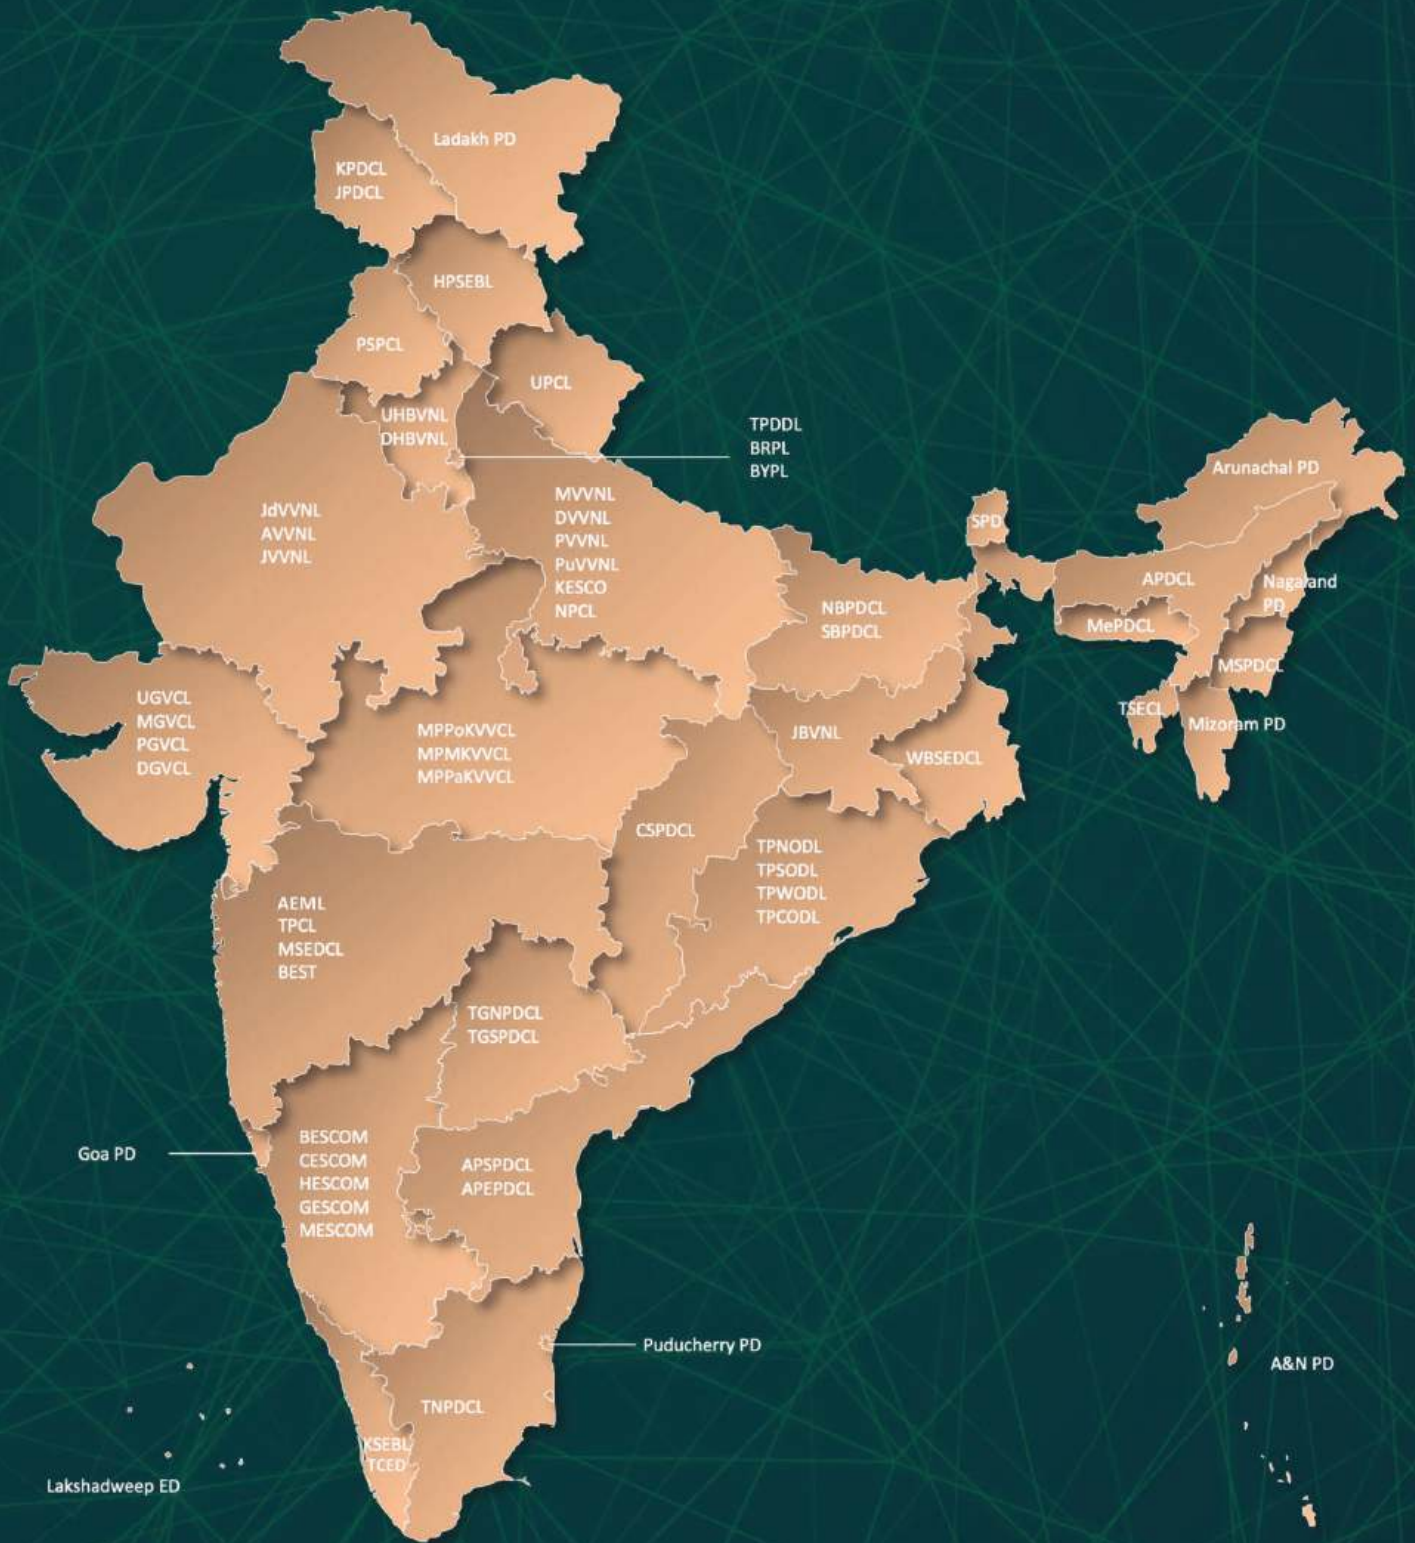 Ladakh PD
KPDCL
JPDCL
HPSEBL
PSPCL
UPCL
UHBVNL
DHBVNL
TPDDL
BRPL
BYPL
Arunachal PD
JdVVNL
AVVNL
JVVNL
MVVNL
DVVNL
PVVNL
PuVVNL
KESCO
NPCL
SPD
APDCL
Nagaland
PD
NBPDCL
SBPDCL
MePDCL
MSPDCL
TSECL
Mizoram PD
UGVCL
MGVCL
PGVCL
DGVCL
MPPoKVVCL
MPMKVVCL
MPPaKVVCL
JBVNL
WBSEDCL
CSPDCL
TPNODL
TPSODL
TPWODL
TPCODL
AEML
TPCL
MSEDCL
BEST
TGNPDCL
TGSPDCL
Goa PD
BESCOM
CESCOM
HESCOM
GESCOM
MESCOM
APSPDCL
APEPDCL
Puducherry PD
A&N PD
TNPDCL
KSEBL
TCED
Lakshadweep ED